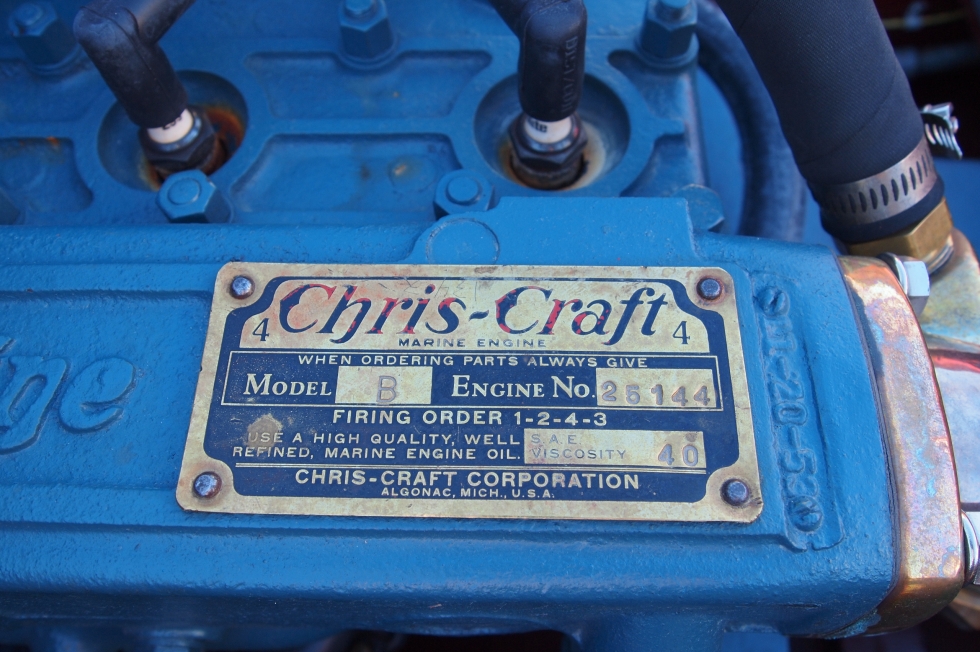 Chris-Craft
4 4
MARINE ENGINE
WHEN ORDERING PARTS ALWAYS GIVE
MODEL B ENGINE NO. 25144
FIRING ORDER 1-2-4-3
USE A HIGH QUALITY, WELL S.A.E.
REFINED, MARINE ENGINE OIL. VISCOSITY 40
CHRIS-CRAFT CORPORATION
ALGONAC, MICH., U.S.A.